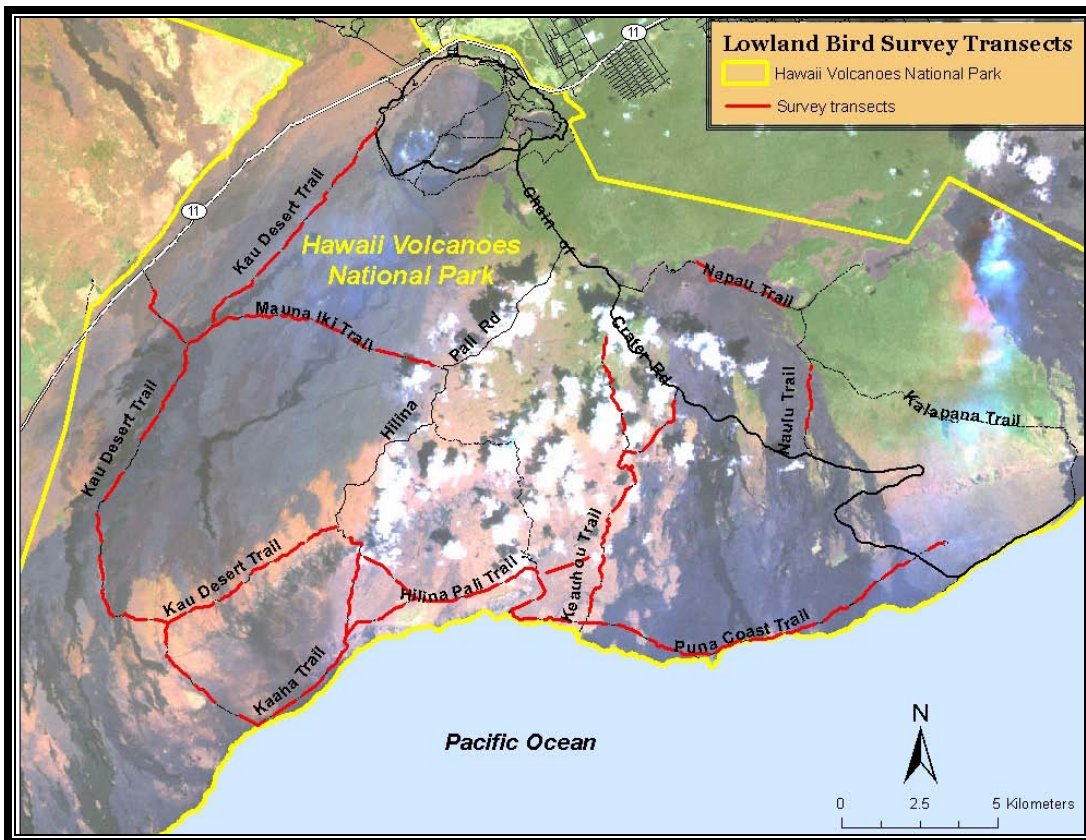 Lowland Bird Survey Transects
Hawaii Volcanoes National Park
Survey transects
11
11
Kau Desert Trail
Hawaii Volcanoes
National Park
Chain of
Crater Rd
Napau Trail
Mauna Iki Trail
Hilina
Pali Rd
Naulu Trail
Kalapana Trail
Kau Desert Trail
Kau Desert Trail
Hilina Pali Trail
Keauhou Trail
Kaaha Trail
Puna Coast Trail
Pacific Ocean
N
0 2.5 5 Kilometers